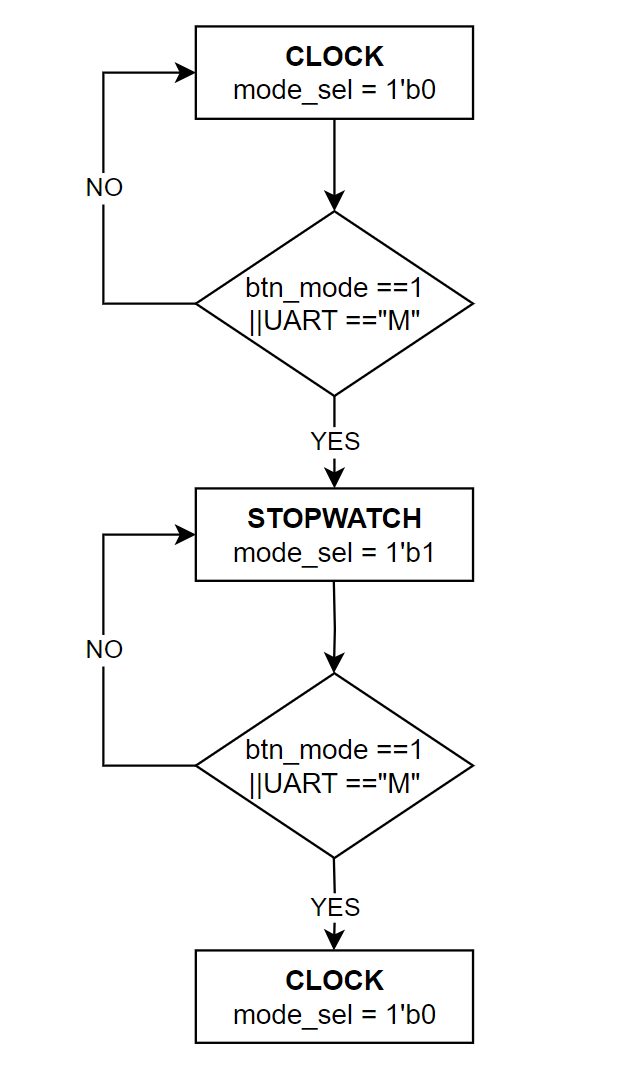 CLOCK
mode_sel = 1'b0
NO
btn_mode ==1
||UART =="M"
YES
STOPWATCH
mode_sel = 1'b1
NO
btn_mode ==1
||UART =="M"
YES
CLOCK
mode_sel = 1'b0